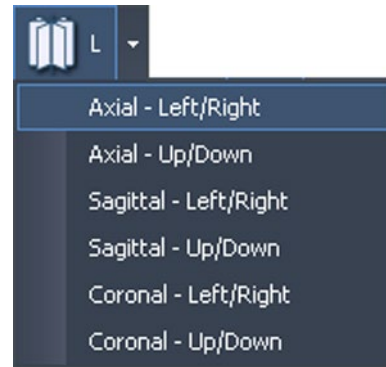 L
Axial - Left/Right
Axial - Up/Down
Sagittal - Left/Right
Sagittal - Up/Down
Coronal - Left/Right
Coronal - Up/Down